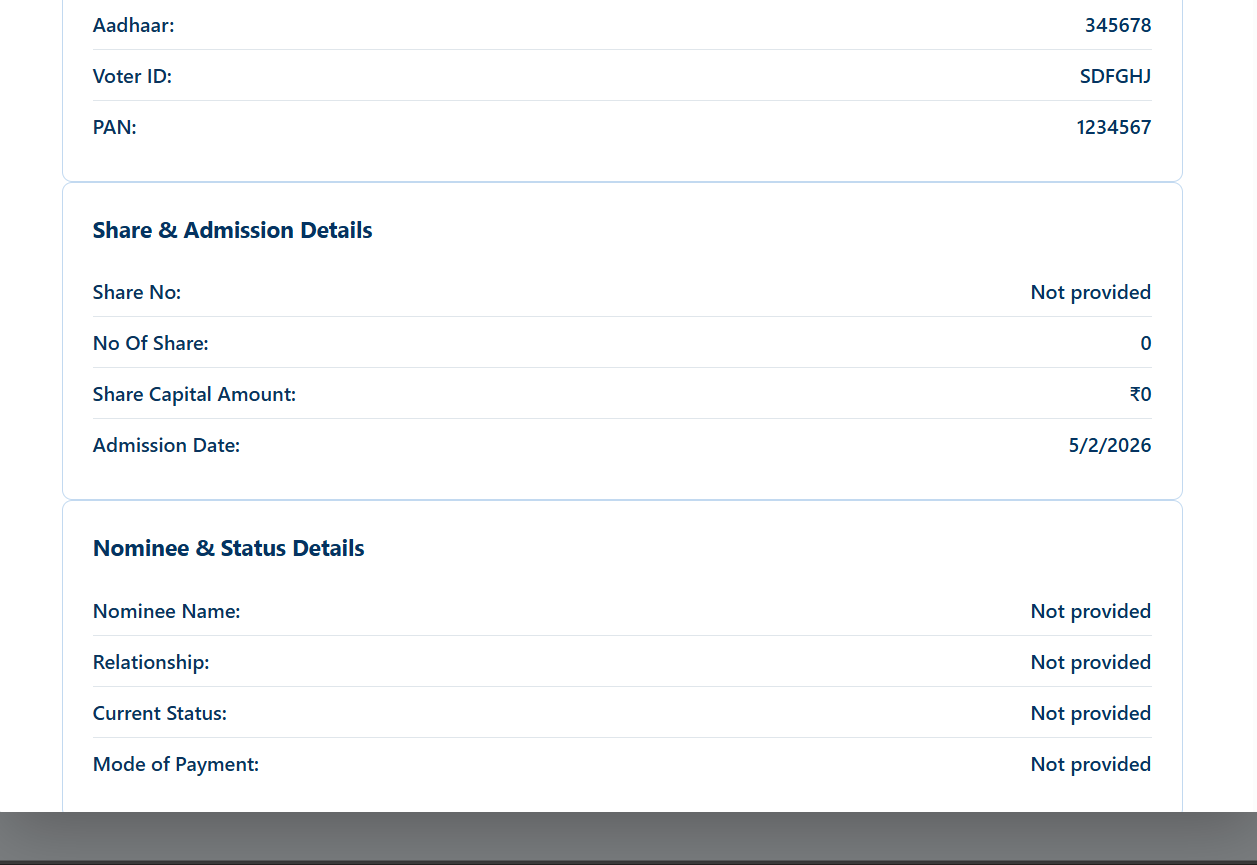 Aadhaar: 345678
Voter ID: SDFGHJ
PAN: 1234567
Share & Admission Details
Share No: Not provided
No Of Share: 0
Share Capital Amount: ₹0
Admission Date: 5/2/2026
Nominee & Status Details
Nominee Name: Not provided
Relationship: Not provided
Current Status: Not provided
Mode of Payment: Not provided